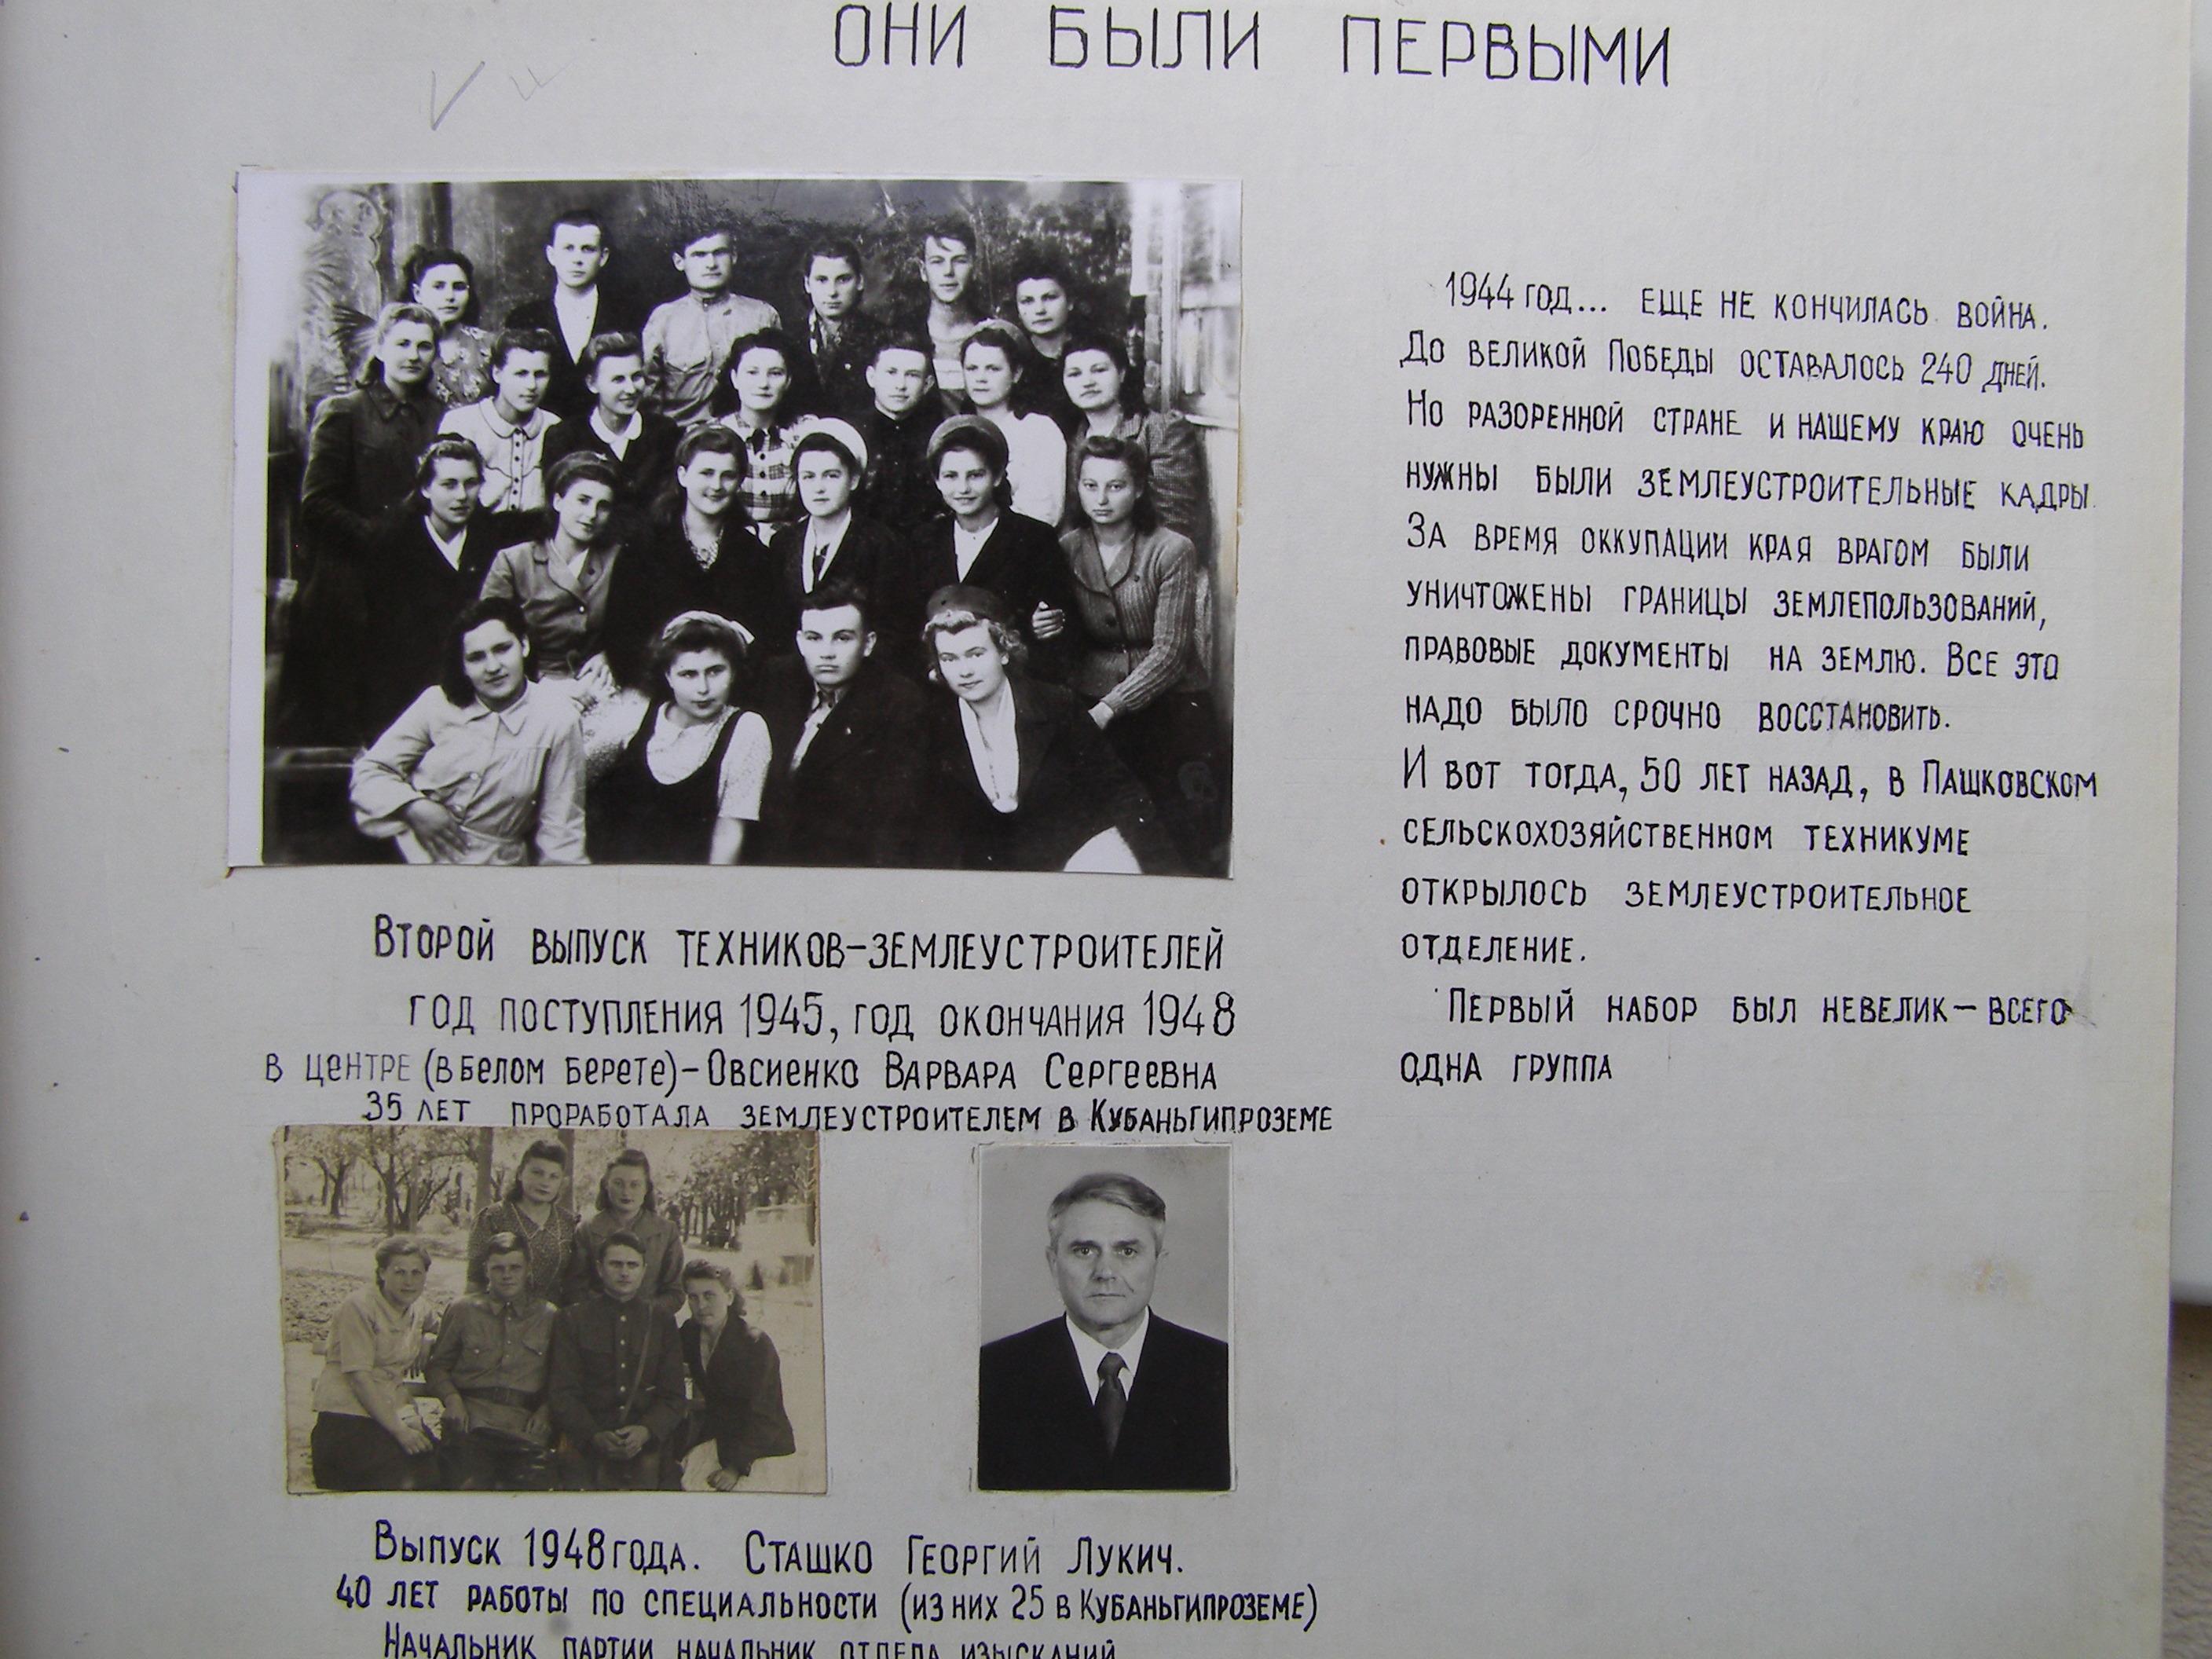 ОНИ БЫЛИ ПЕРВЫМИ
1944 ГОД... ЕЩЕ НЕ КОНЧИЛАСЬ ВОЙНА.
ДО ВЕЛИКОЙ ПОБЕДЫ ОСТАВАЛОСЬ 240 ДНЕЙ.
НО РАЗОРЕННОЙ СТРАНЕ И НАШЕМУ КРАЮ ОЧЕНЬ
НУЖНЫ БЫЛИ ЗЕМЛЕУСТРОИТЕЛЬНЫЕ КАДРЫ.
ЗА ВРЕМЯ ОККУПАЦИИ КРАЯ ВРАГОМ БЫЛИ
УНИЧТОЖЕНЫ ГРАНИЦЫ ЗЕМЛЕПОЛЬЗОВАНИЙ,
ПРАВОВЫЕ ДОКУМЕНТЫ НА ЗЕМЛЮ. ВСЕ ЭТО
НАДО БЫЛО СРОЧНО ВОССТАНОВИТЬ.
И ВОТ ТОГДА, 50 ЛЕТ НАЗАД, В ПАШКОВСКОМ
СЕЛЬСКОХОЗЯЙСТВЕННОМ ТЕХНИКУМЕ
ОТКРЫЛОСЬ ЗЕМЛЕУСТРОИТЕЛЬНОЕ
ОТДЕЛЕНИЕ.
ПЕРВЫЙ НАБОР БЫЛ НЕВЕЛИК - ВСЕГО
ОДНА ГРУППА
ВТОРОЙ ВЫПУСК ТЕХНИКОВ-ЗЕМЛЕУСТРОИТЕЛЕЙ
ГОД ПОСТУПЛЕНИЯ 1945, ГОД ОКОНЧАНИЯ 1948
В ЦЕНТРЕ (В БЕЛОМ БЕРЕТЕ) - ОВСИЕНКО ВАРВАРА СЕРГЕЕВНА
35 ЛЕТ ПРОРАБОТАЛА ЗЕМЛЕУСТРОИТЕЛЕМ В КУБАНЬГИПРОЗЕМЕ
ВЫПУСК 1948 ГОДА. СТАШКО ГЕОРГИЙ ЛУКИЧ.
40 ЛЕТ РАБОТЫ ПО СПЕЦИАЛЬНОСТИ (ИЗ НИХ 25 В КУБАНЬГИПРОЗЕМЕ)
НАЧАЛЬНИК ПАРТИИ НАЧАЛЬНИК ОТДЕЛА ИЗЫСКАНИЙ